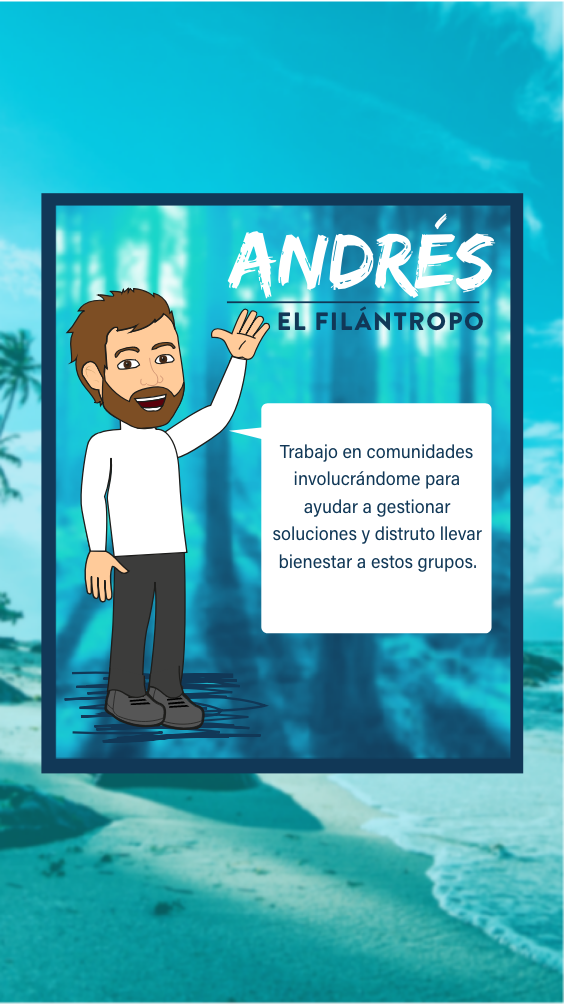 ANDRÉS
EL FILÁNTROPO
Trabajo en comunidades
involucrándome para
ayudar a gestionar
soluciones y distruto llevar
bienestar a estos grupos.